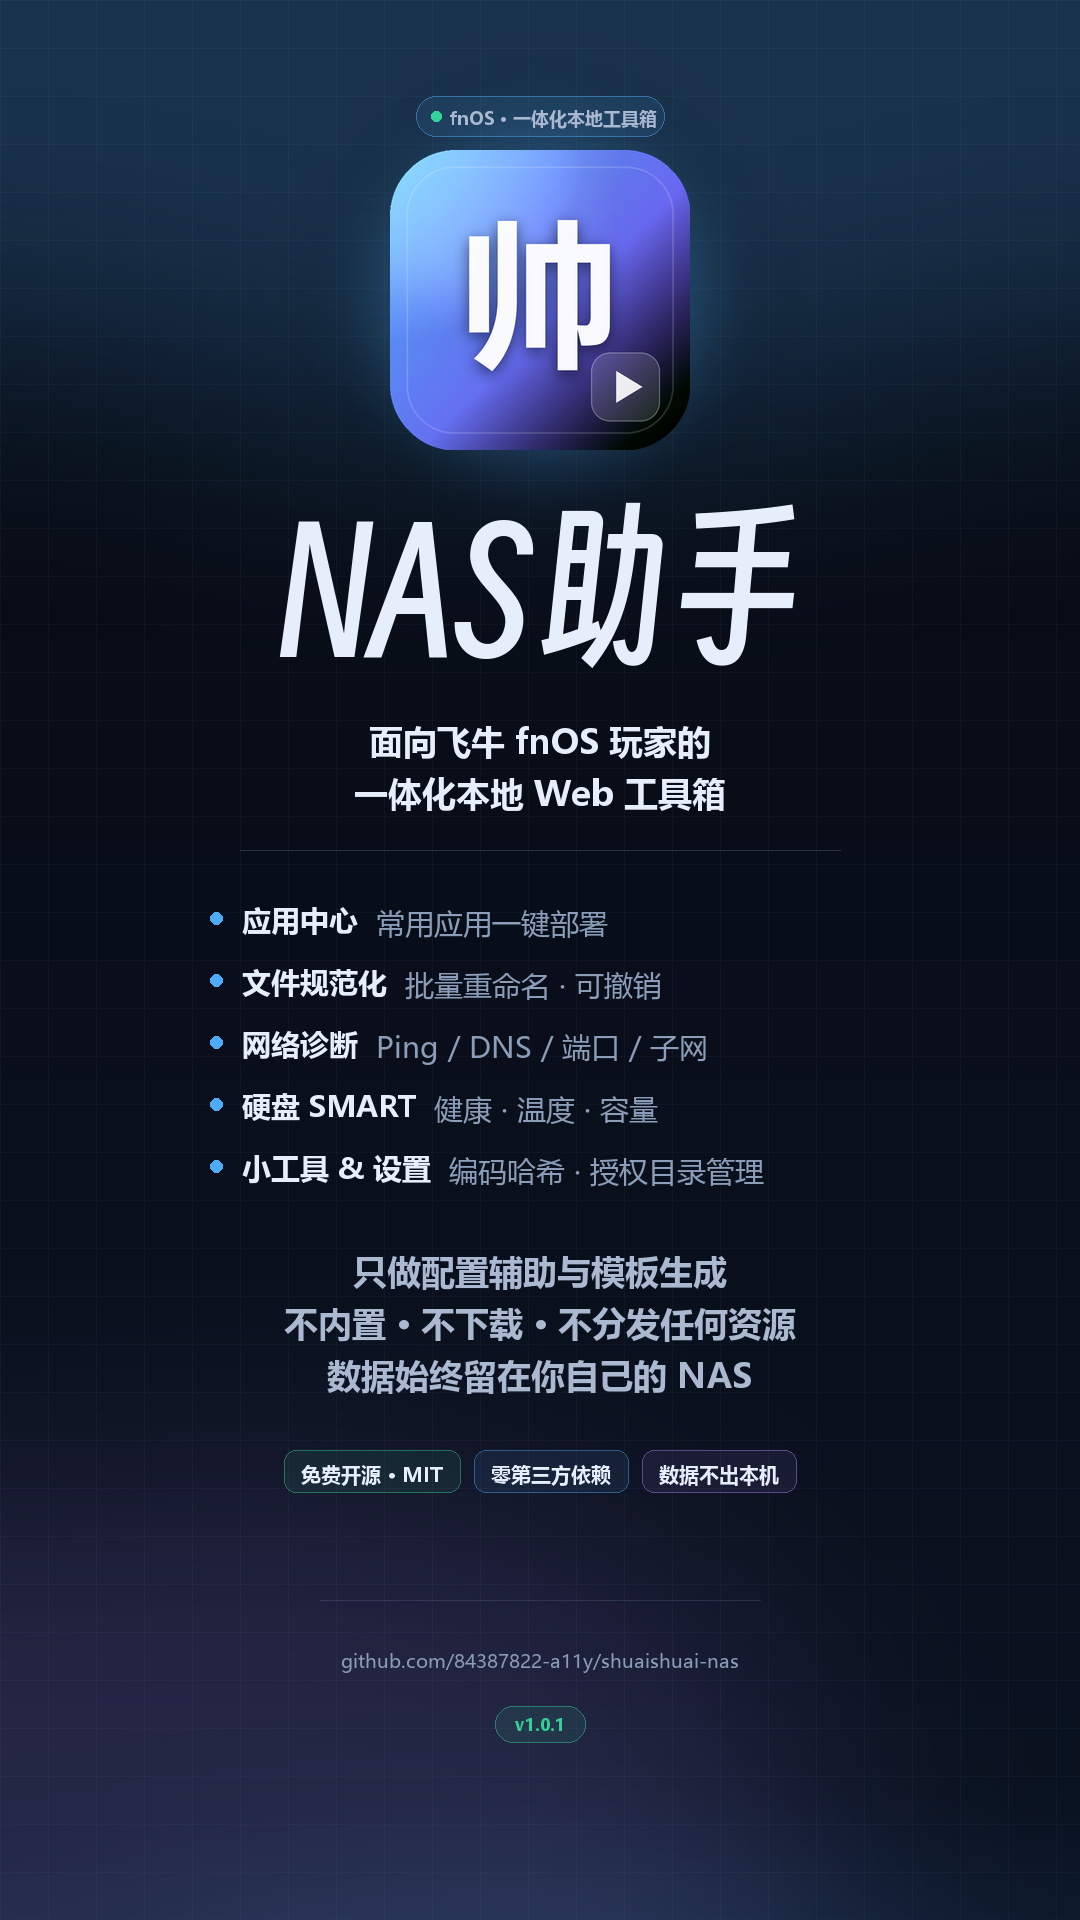 fnOS • 一体化本地工具箱
帅
NAS助手
面向飞牛 fnOS 玩家的
一体化本地 Web 工具箱
应用中心 常用应用一键部署
文件规范化 批量重命名 · 可撤销
网络诊断 Ping / DNS / 端口 / 子网
硬盘 SMART 健康 · 温度 · 容量
小工具 & 设置 编码哈希 · 授权目录管理
只做配置辅助与模板生成
不内置 • 不下载 • 不分发任何资源
数据始终留在你自己的 NAS
免费开源 • MIT 零第三方依赖 数据不出本机
github.com/84387822-a11y/shuaishuai-nas
v1.0.1